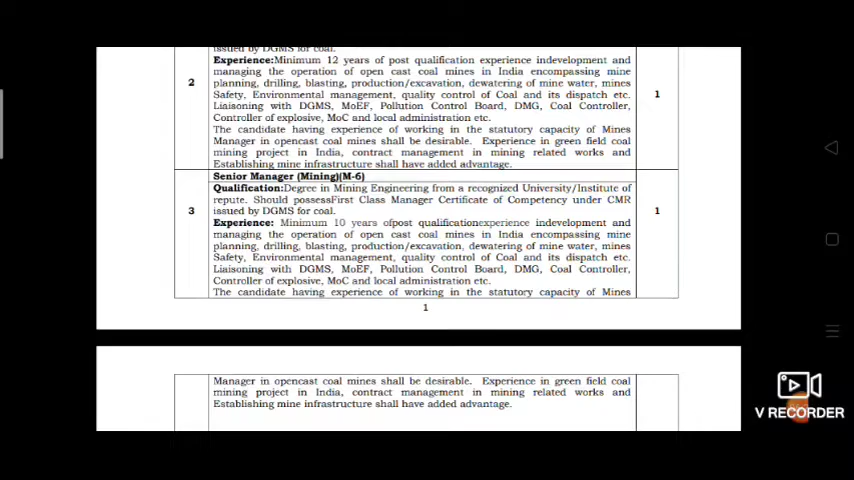 issued by DGMS for coal.
Experience:Minimum 12 years of post qualification experience indevelopment and
managing the operation of open cast coal mines in India encompassing mine
planning, drilling, blasting, production/excavation, dewatering of mine water, mines
2
Safety, Environmental management, quality control of Coal and its dispatch etc.
1
Liaisoning with DGMS, MoEF, Pollution Control Board, DMG, Coal Controller,
Controller of explosive, MoC and local administration etc.
The candidate having experience of working in the statutory capacity of Mines
Manager in opencast coal mines shall be desirable. Experience in green field coal
mining project in India, contract management in mining related works and
Establishing mine infrastructure shall have added advantage.
Senior Manager (Mining)(M-6)
Qualification:Degree in Mining Engineering from a recognized University/Institute of
repute. Should possessFirst Class Manager Certificate of Competency under CMR
3
issued by DGMS for coal.
1
Experience: Minimum 10 years ofpost qualificationexperience indevelopment and
managing the operation of open cast coal mines in India encompassing mine
planning, drilling, blasting, production/excavation, dewatering of mine water, mines
Safety, Environmental management, quality control of Coal and its dispatch etc.
Liaisoning with DGMS, MoEF, Pollution Control Board, DMG, Coal Controller,
Controller of explosive, MoC and local administration etc.
The candidate having experience of working in the statutory capacity of Mines
1
Manager in opencast coal mines shall be desirable. Experience in green field coal
mining project in India, contract management in mining related works and
Establishing mine infrastructure shall have added advantage.
V RECORDER